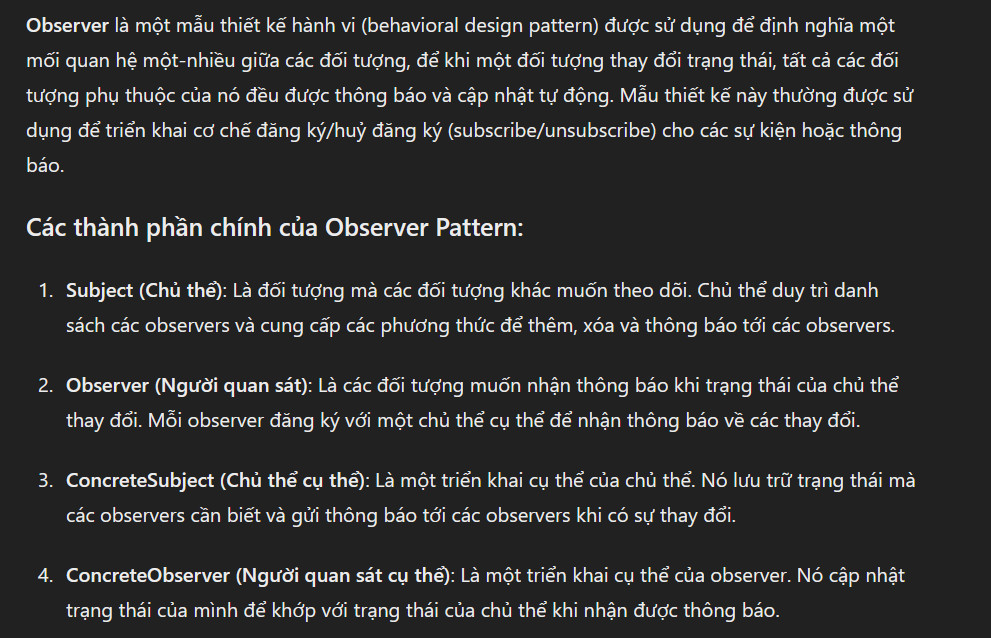 Observer là một mẫu thiết kế hành vi (behavioral design pattern) được sử dụng để định nghĩa một
mối quan hệ một-nhiều giữa các đối tượng, để khi một đối tượng thay đổi trạng thái, tất cả các đối
tượng phụ thuộc của nó đều được thông báo và cập nhật tự động. Mẫu thiết kế này thường được sử
dụng để triển khai cơ chế đăng ký/huỷ đăng ký (subscribe/unsubscribe) cho các sự kiện hoặc thông
báo.
Các thành phần chính của Observer Pattern:
1. Subject (Chủ thể): Là đối tượng mà các đối tượng khác muốn theo dõi. Chủ thể duy trì danh
sách các observers và cung cấp các phương thức để thêm, xóa và thông báo tới các observers.
2. Observer (Người quan sát): Là các đối tượng muốn nhận thông báo khi trạng thái của chủ thể
thay đổi. Mỗi observer đăng ký với một chủ thể cụ thể để nhận thông báo về các thay đổi.
3. ConcreteSubject (Chủ thể cụ thể): Là một triển khai cụ thể của chủ thể. Nó lưu trữ trạng thái mà
các observers cần biết và gửi thông báo tới các observers khi có sự thay đổi.
4. ConcreteObserver (Người quan sát cụ thể): Là một triển khai cụ thể của observer. Nó cập nhật
trạng thái của mình để khớp với trạng thái của chủ thể khi nhận được thông báo.